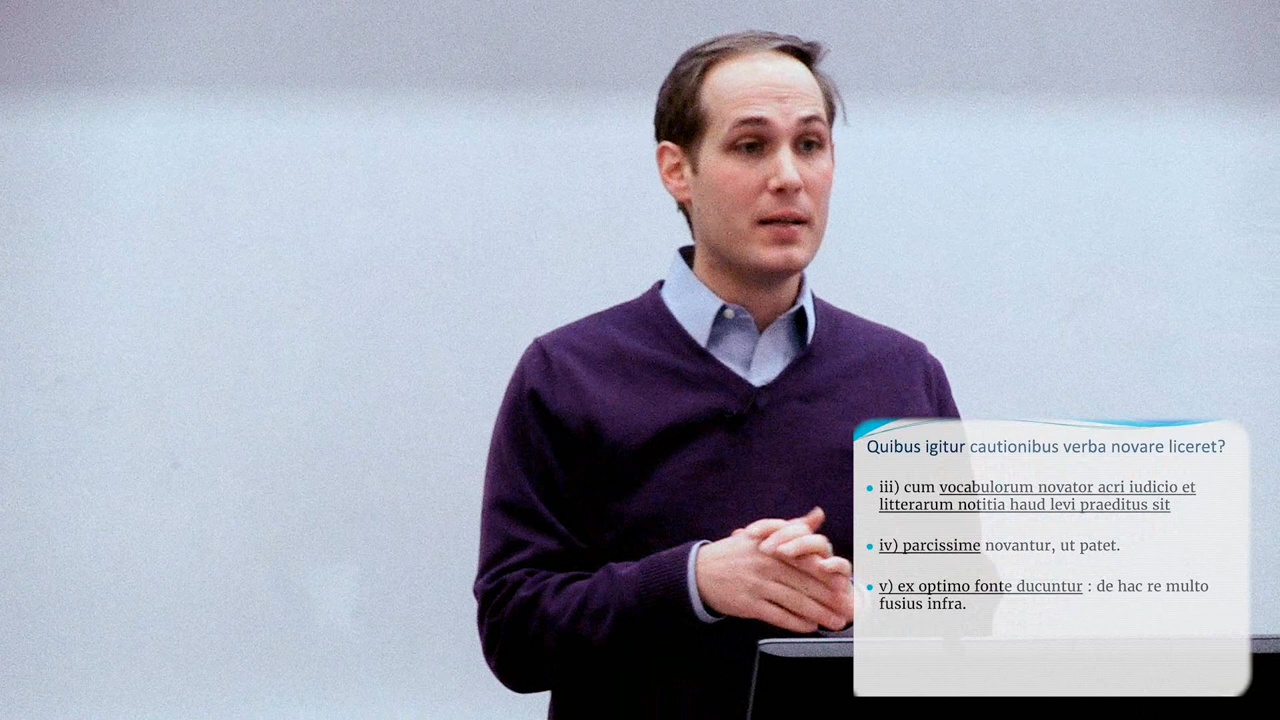 Quibus igitur cautionibus verba novare liceret?
iii) cum vocabulorum novator acri iudicio et
litterarum notitia haud levi praeditus sit
iv) parcissime novantur, ut patet.
v) ex optimo fonte ducuntur : de hac re multo
fusius infra.